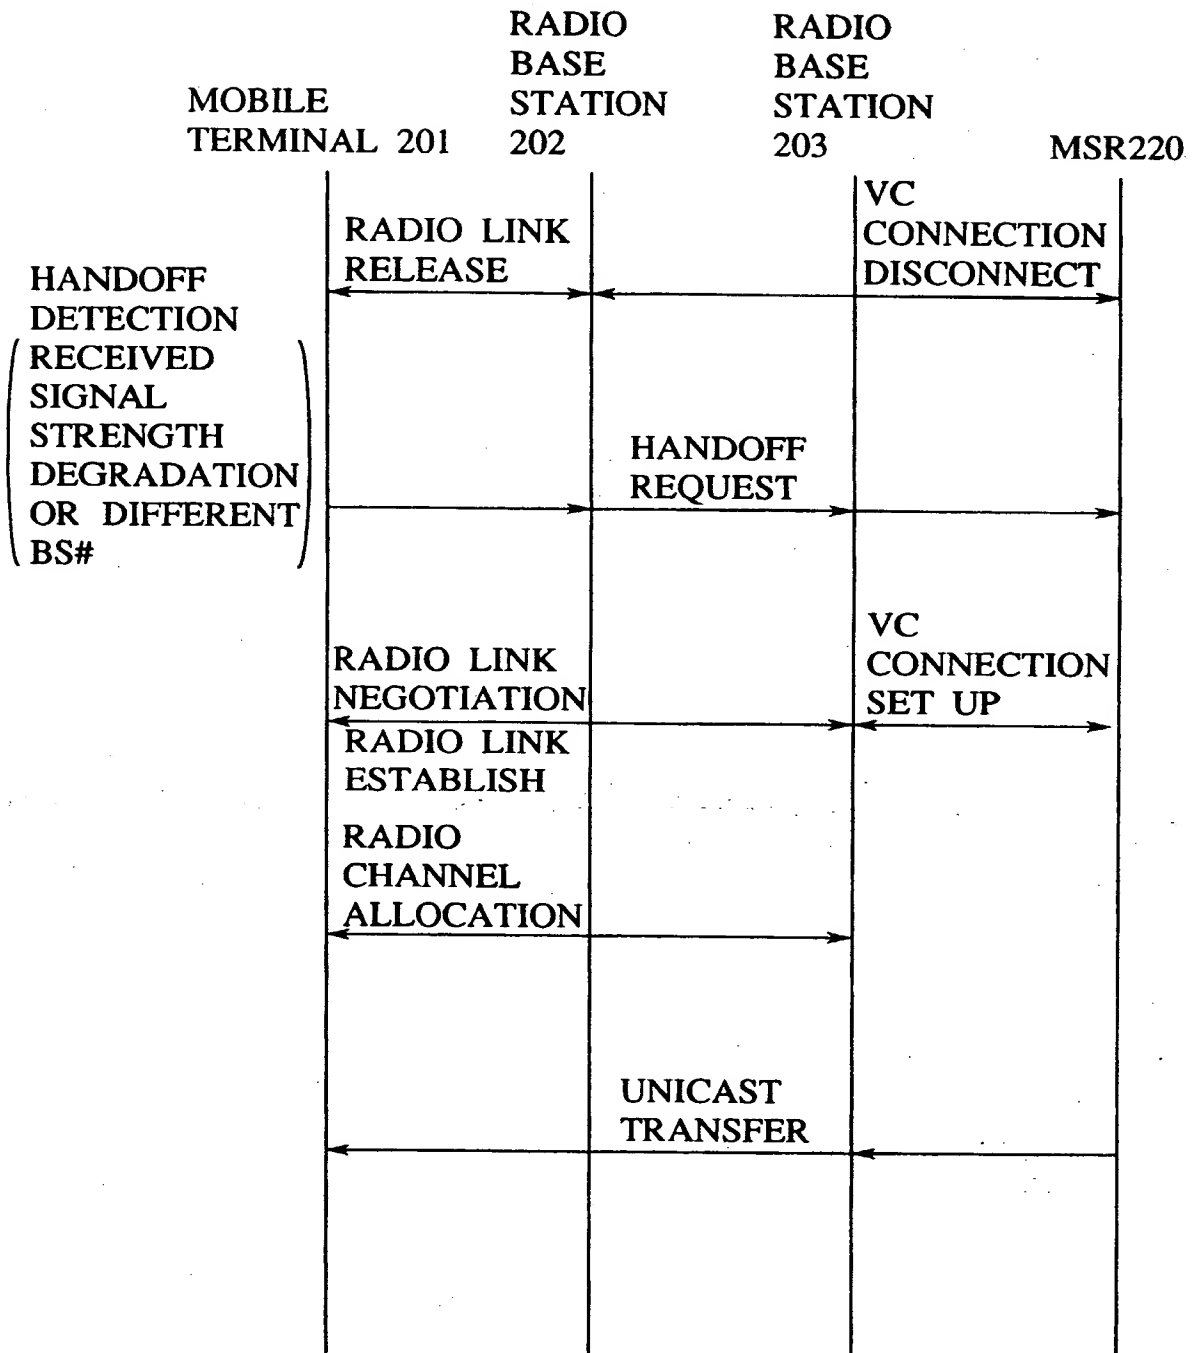 MOBILE
TERMINAL 201
RADIO
BASE
STATION
202
RADIO
BASE
STATION
203
MSR220
RADIO LINK
RELEASE
VC
CONNECTION
DISCONNECT
HANDOFF
DETECTION
RECEIVED
SIGNAL
STRENGTH
DEGRADATION
OR DIFFERENT
BS#
HANDOFF
REQUEST
RADIO LINK
NEGOTIATION
VC
CONNECTION
SET UP
RADIO LINK
ESTABLISH
RADIO
CHANNEL
ALLOCATION
UNICAST
TRANSFER